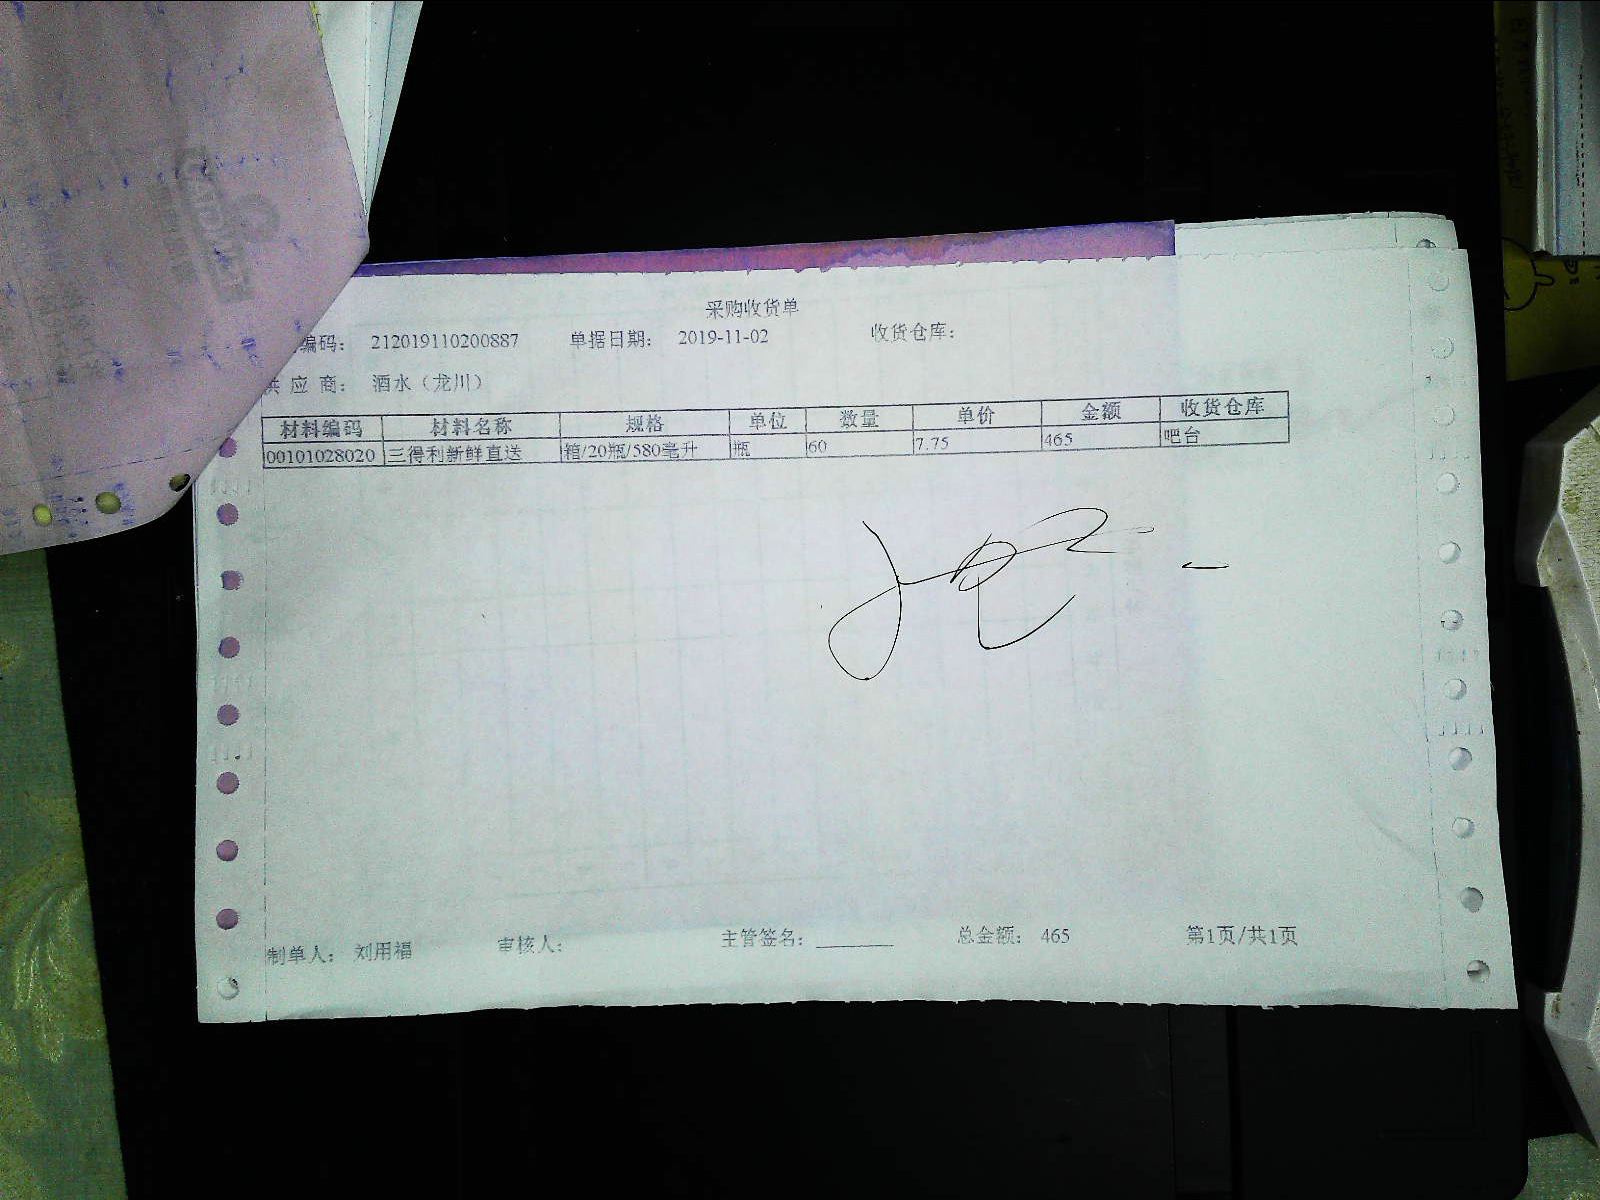 采购收货单
编码： 212019110200887 单据日期： 2019-11-02 收货仓库：
供 应 商： 酒水（龙川）
材料编码 材料名称 规格 单位 数量 单价 金额 收货仓库
00101028020 三得利新鲜直送 箱/20瓶/580毫升 瓶 60 7.75 465 吧台
制单人： 刘用福 审核人： 主管签名： ________ 总金额： 465 第1页/共1页